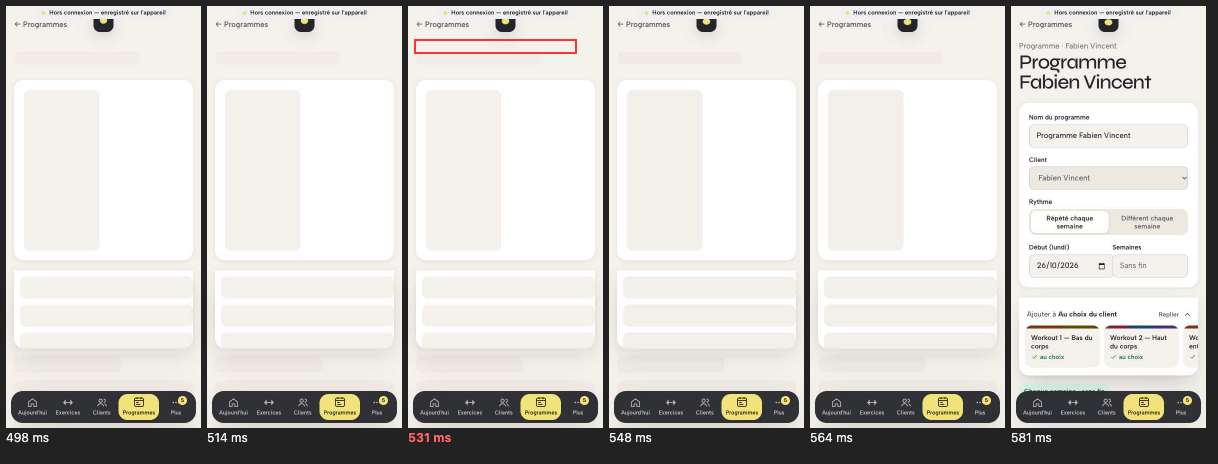 Hors connexion — enregistré sur l'appareil
← Programmes
Aujourd'hui
Exercices
Clients
Programmes
5
Plus
498 ms
Hors connexion — enregistré sur l'appareil
← Programmes
Aujourd'hui
Exercices
Clients
Programmes
5
Plus
514 ms
Hors connexion — enregistré sur l'appareil
← Programmes
Aujourd'hui
Exercices
Clients
Programmes
5
Plus
531 ms
Hors connexion — enregistré sur l'appareil
← Programmes
Aujourd'hui
Exercices
Clients
Programmes
5
Plus
548 ms
Hors connexion — enregistré sur l'appareil
← Programmes
Aujourd'hui
Exercices
Clients
Programmes
5
Plus
564 ms
Hors connexion — enregistré sur l'appareil
← Programmes
Programme · Fabien Vincent
Programme
Fabien Vincent
Nom du programme
Programme Fabien Vincent
Client
Fabien Vincent
Rythme
Répété chaque
semaine
Différent chaque
semaine
Début (lundi)
Semaines
26/10/2026
Sans fin
Ajouter à Au choix du client
Replier
Workout 1 — Bas du
corps
✓ au choix
Workout 2 — Haut
du corps
✓ au choix
Aujourd'hui
Exercices
Clients
Programmes
5
Plus
581 ms